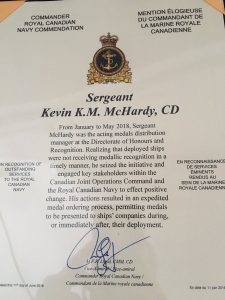 COMMANDER
ROYAL CANADIAN
NAVY COMMENDATION
MENTION ÉLOGIEUSE
DU COMMANDANT DE
LA MARINE ROYALE
CANADIENNE
Sergeant
Kevin K.M. McHardy, CD
From January to May 2018, Sergeant
McHardy was the acting medals distribution
manager at the Directorate of Honours and
Recognition. Realizing that deployed ships
were not receiving medallic recognition in a
timely manner, he seized the initiative and
engaged key stakeholders within the
Canadian Joint Operations Command and
the Royal Canadian Navy to effect positive
change. His actions resulted in an expedited
medal ordering process, permitting medals
to be presented to ships' companies during,
or immediately after, their deployment.
IN RECOGNITION OF
OUTSTANDING
SERVICES
TO THE ROYAL
CANADIAN
NAVY
EN RECONNAISSANCE
DE SERVICES
ÉMINENTS
RENDUS AU
SEIN DE LA MARINE
ROYALE CANADIENNE
Commander Royal Canadian Navy /
Commandant de la Marine royale canadienne